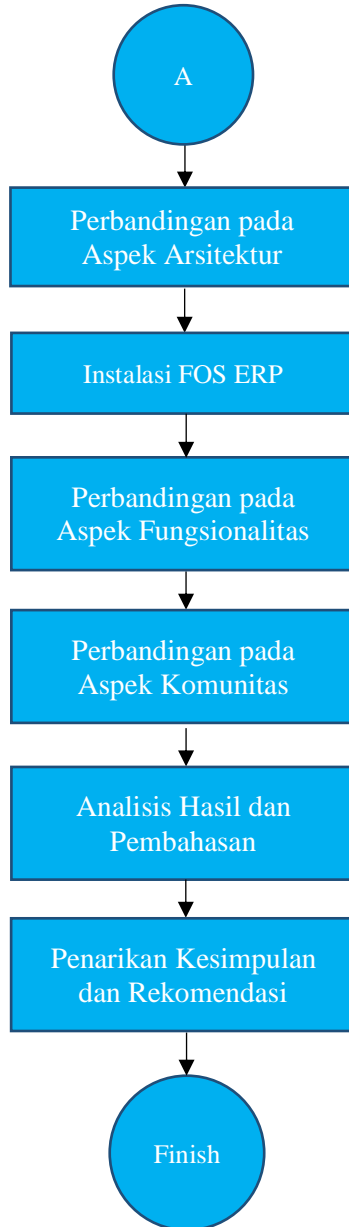 A
Perbandingan pada
Aspek Arsitektur
Instalasi FOS ERP
Perbandingan pada
Aspek Fungsionalitas
Perbandingan pada
Aspek Komunitas
Analisis Hasil dan
Pembahasan
Penarikan Kesimpulan
dan Rekomendasi
Finish